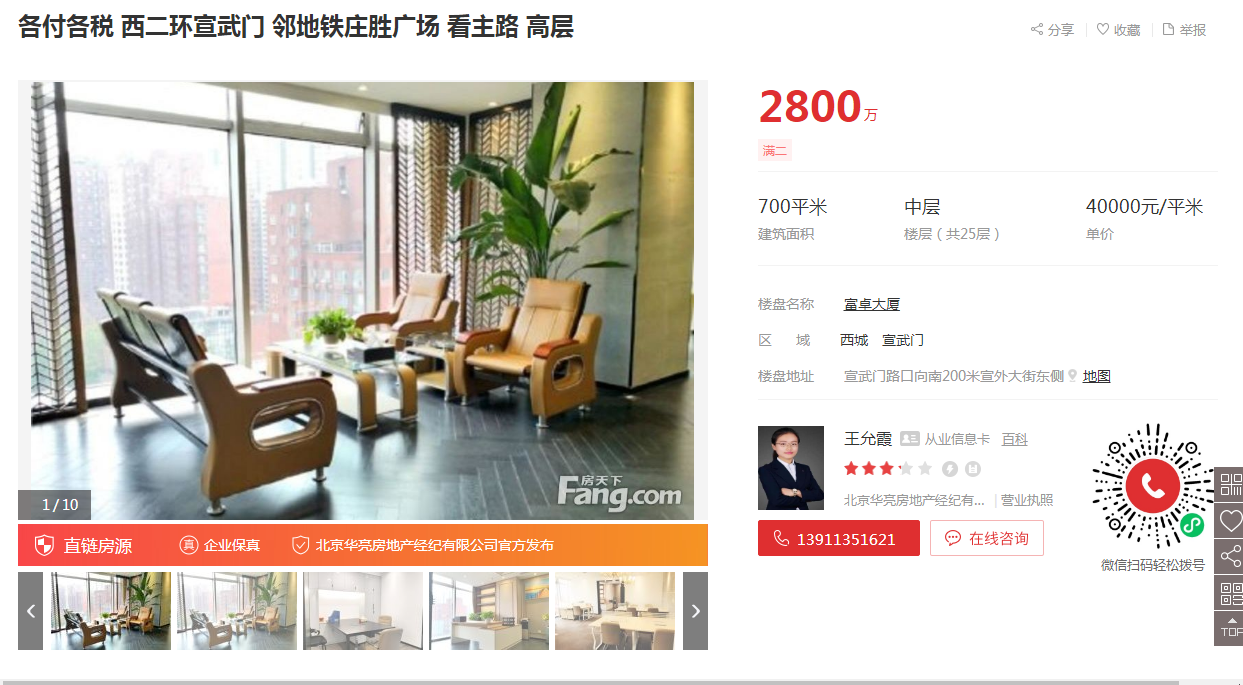 各付各税 西二环宣武门 邻地铁庄胜广场 看主路 高层
分享 收藏 举报
2800万
满二
700平米 中层 40000元/平米
建筑面积 楼层 ( 共25层 ) 单价
楼盘名称 富卓大厦
区 域 西城 宣武门
楼盘地址 宣武门路口向南200米宣外大街东侧 地图
房天下
Fang.com
1 / 10
直链房源 真 企业保真 北京华亮房地产经纪有限公司官方发布
王允霞 从业信息卡 百科
北京华亮房地产经纪有... 营业执照
13911351621 在线咨询
微信扫码轻松拨号
TOP